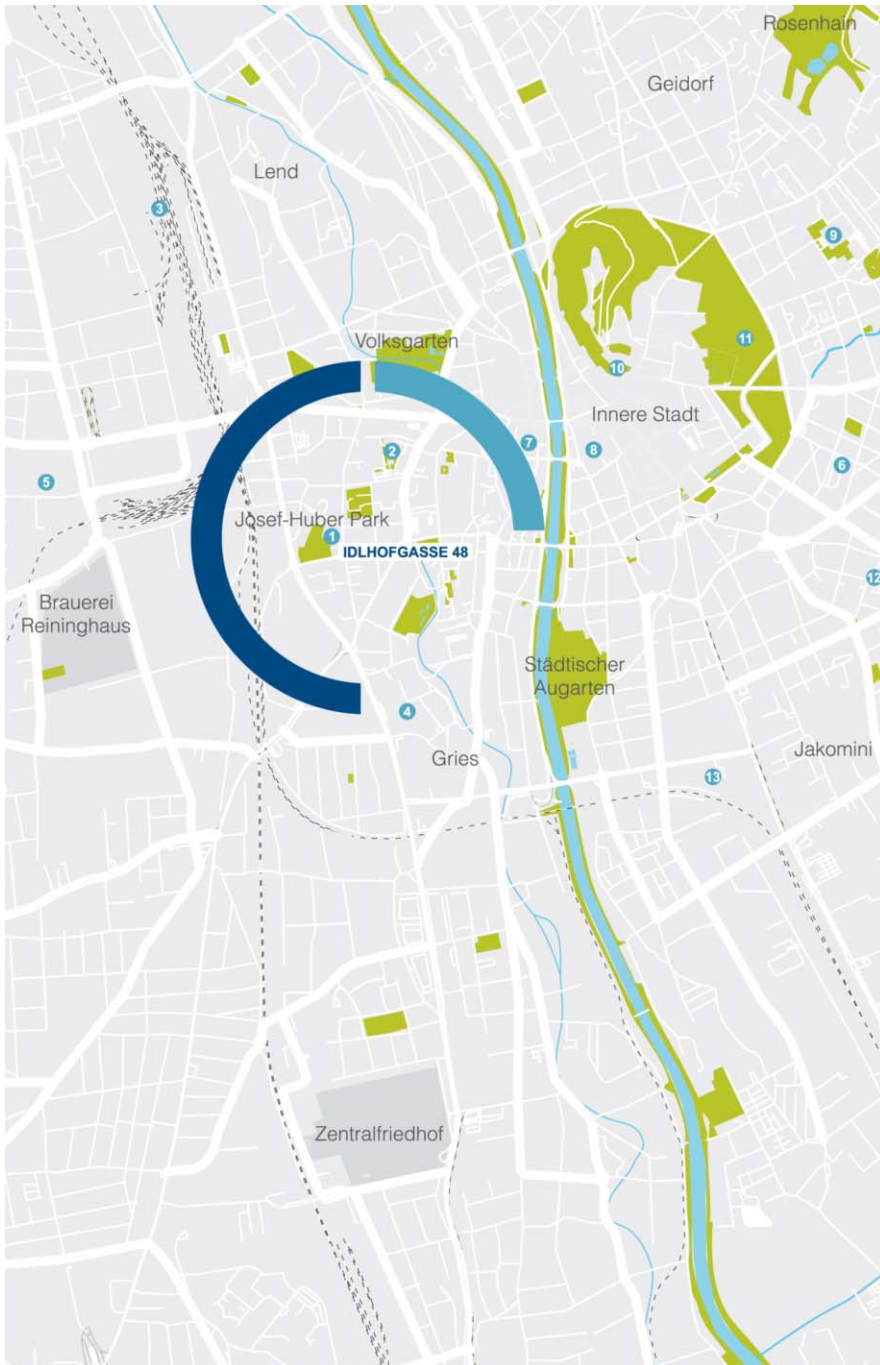 Rosenhain
Geidorf
Lend
3
9
Volksgarten
11
10
Innere Stadt
7
8
2
6
5
Josef-Huber Park
1
IDLHOFGASSE 48
12
Brauerei
Reininghaus
Städtischer
Augarten
4
Gries
Jakomini
13
Zentralfriedhof